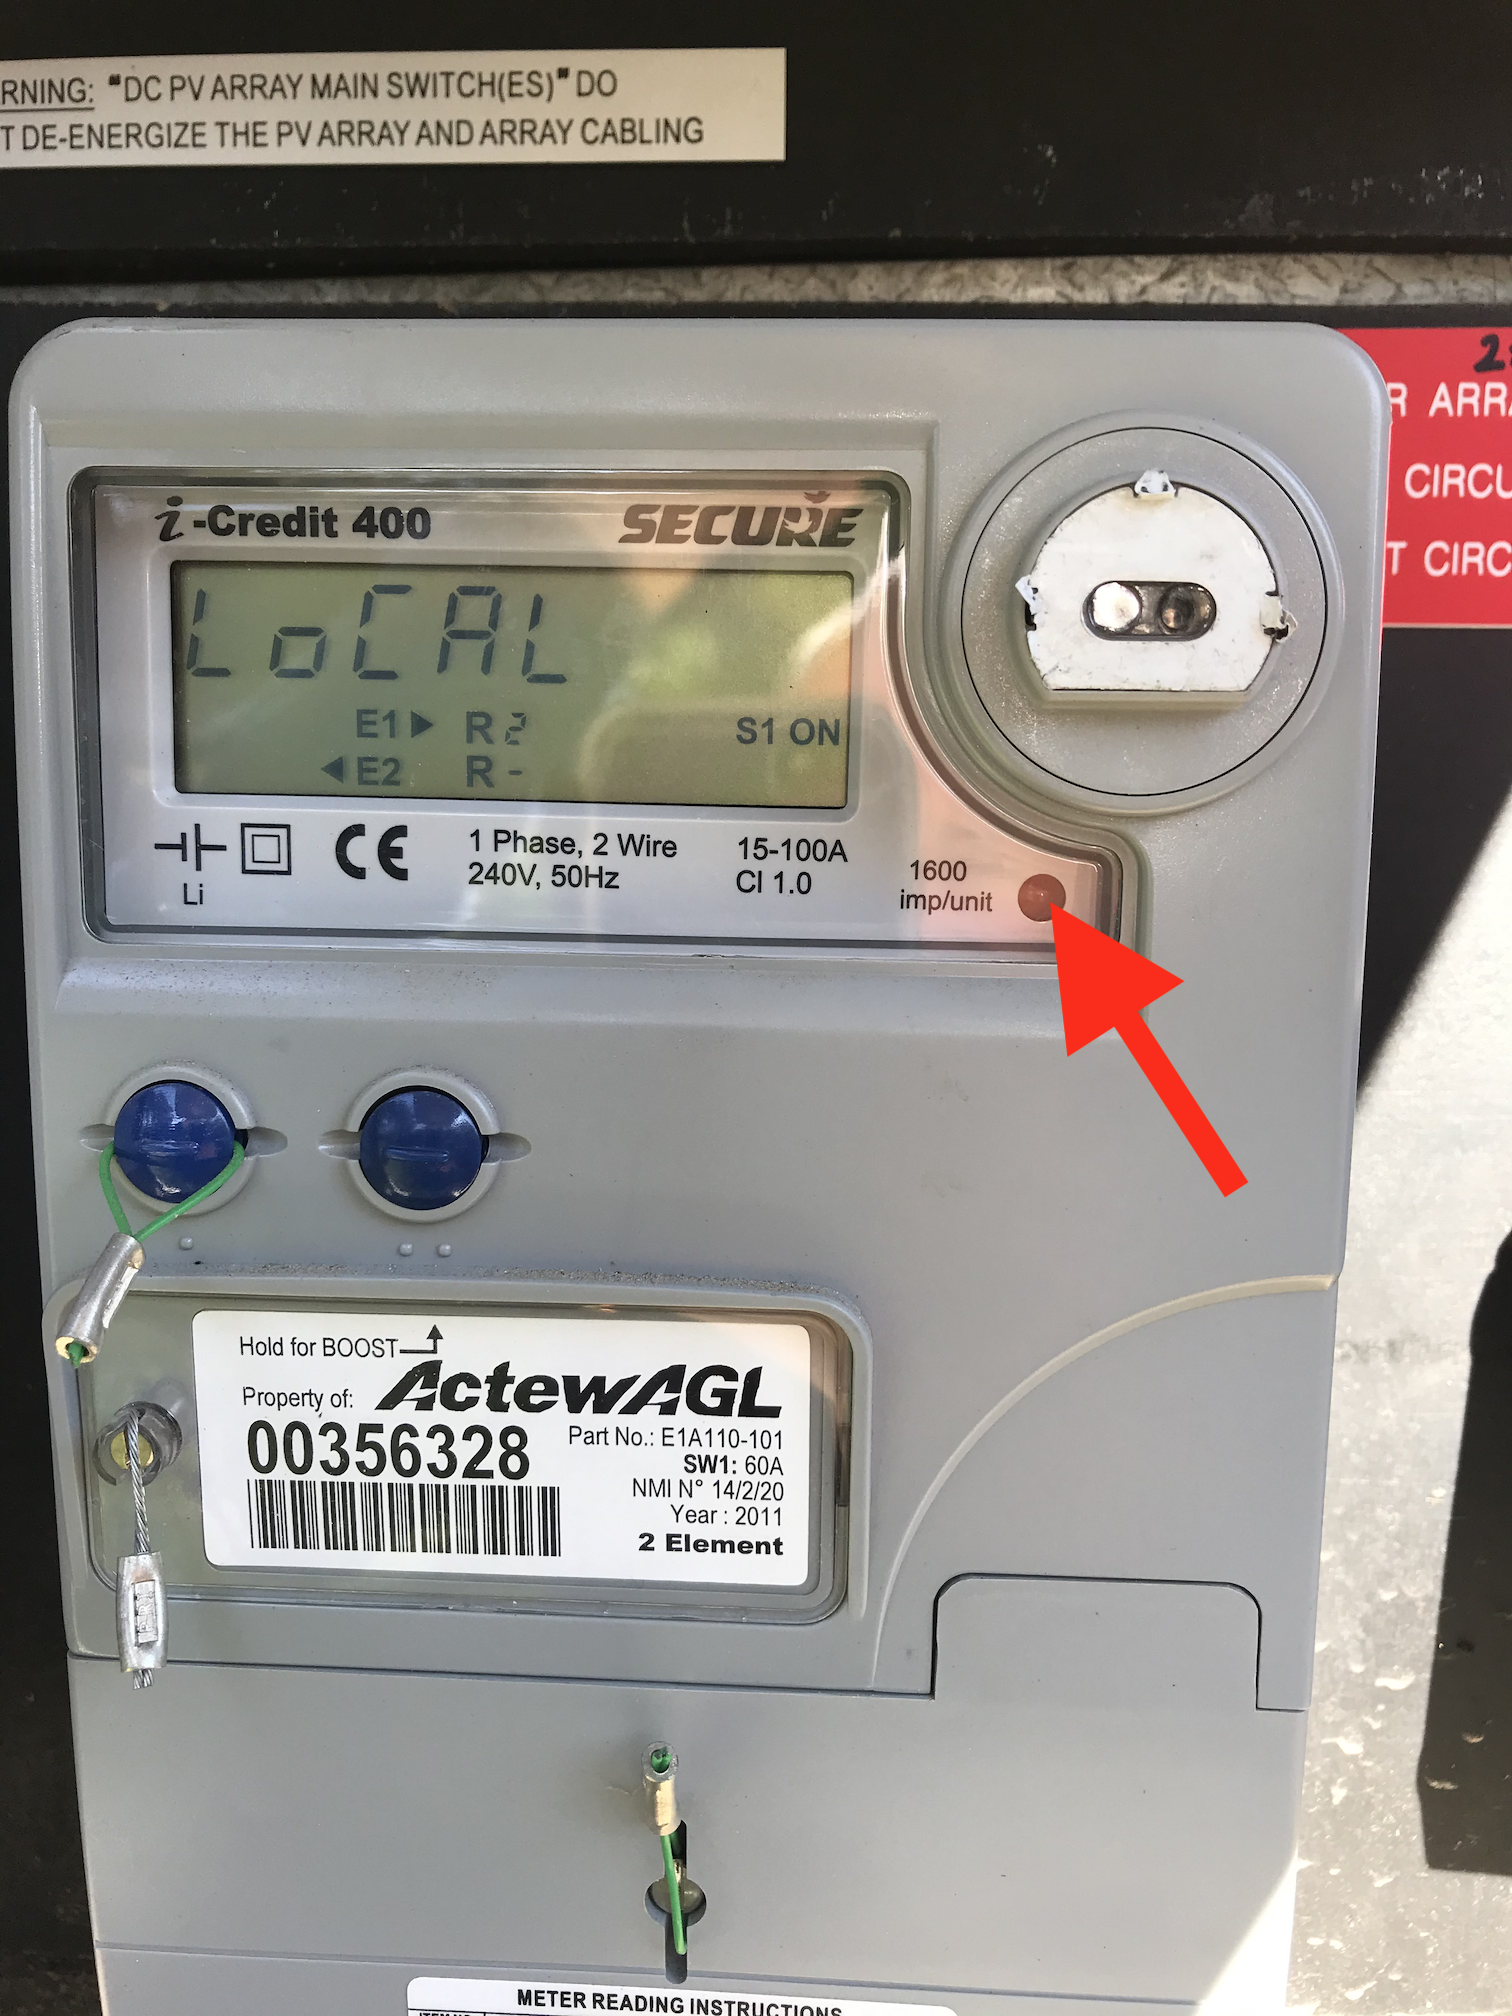 RNING: "DC PV ARRAY MAIN SWITCH(ES)" DO
T DE-ENERGIZE THE PV ARRAY AND ARRAY CABLING
R ARR
CIRCU
T CIRC
i-Credit 400 SECURE
LoCAL
E1 R2 S1 ON
E2 R-
Li
CE
1 Phase, 2 Wire
240V, 50Hz
15-100A
Cl 1.0
1600
imp/unit
Hold for BOOST
Property of: ActewAGL
00356328
Part No.: E1A110-101
SW1: 60A
NMI N° 14/2/20
Year : 2011
2 Element
METER READING INSTRUCTIONS